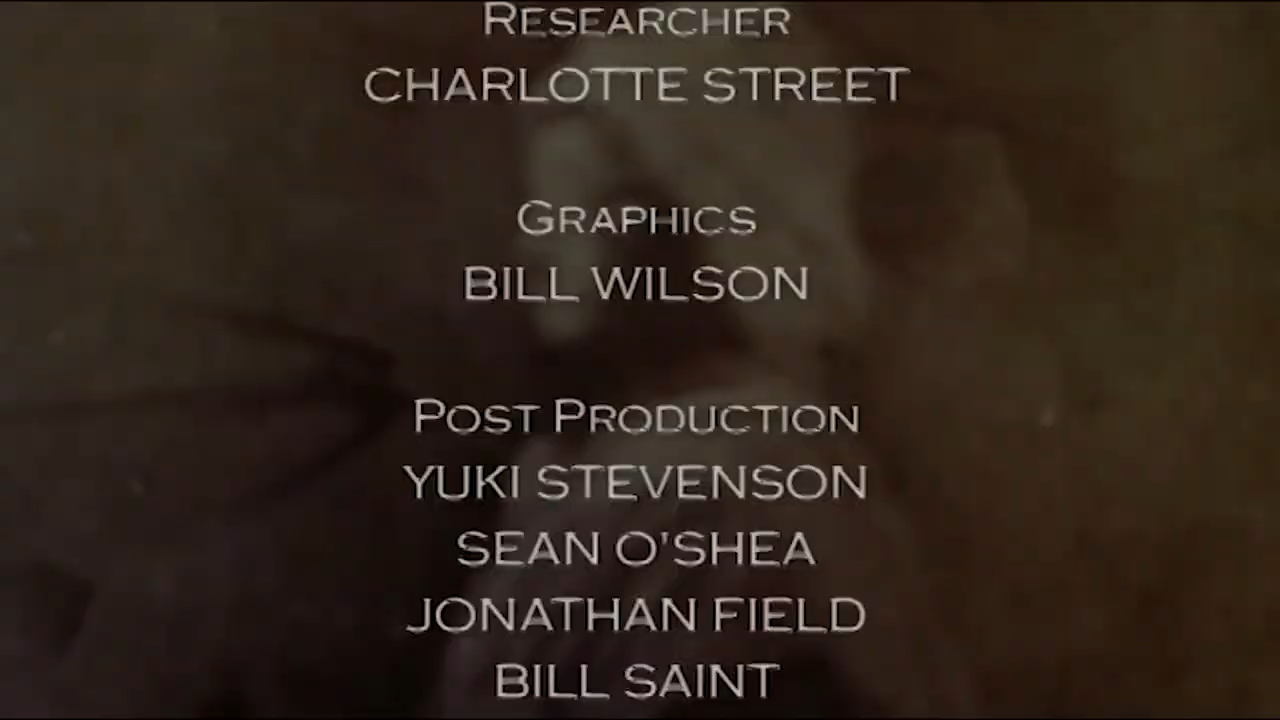 RESEARCHER
CHARLOTTE STREET
GRAPHICS
BILL WILSON
POST PRODUCTION
YUKI STEVENSON
SEAN O'SHEA
JONATHAN FIELD
BILL SAINT